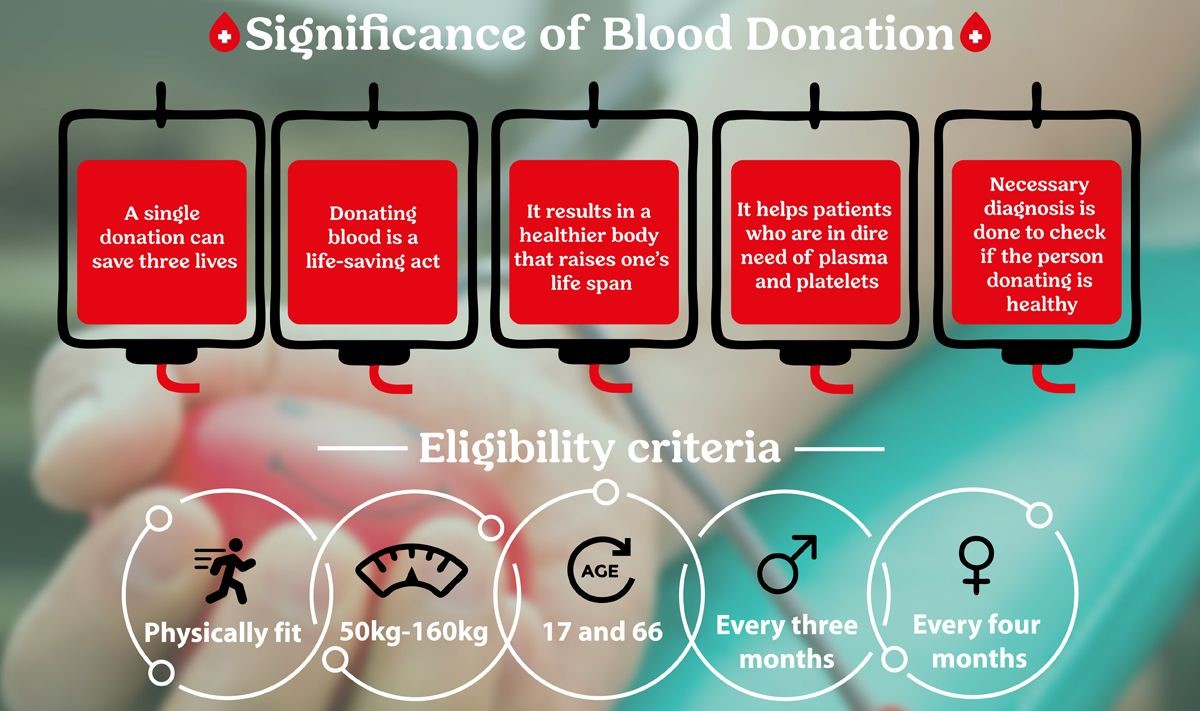 Significance of Blood Donation
A single
donation can
save three lives
Donating
blood is a
life-saving act
It results in a
healthier body
that raises one's
life span
It helps patients
who are in dire
need of plasma
and platelets
Necessary
diagnosis is
done to check
if the person
donating is
healthy
Eligibility criteria
Physically fit
50kg-160kg
AGE
17 and 66
Every three
months
Every four
months